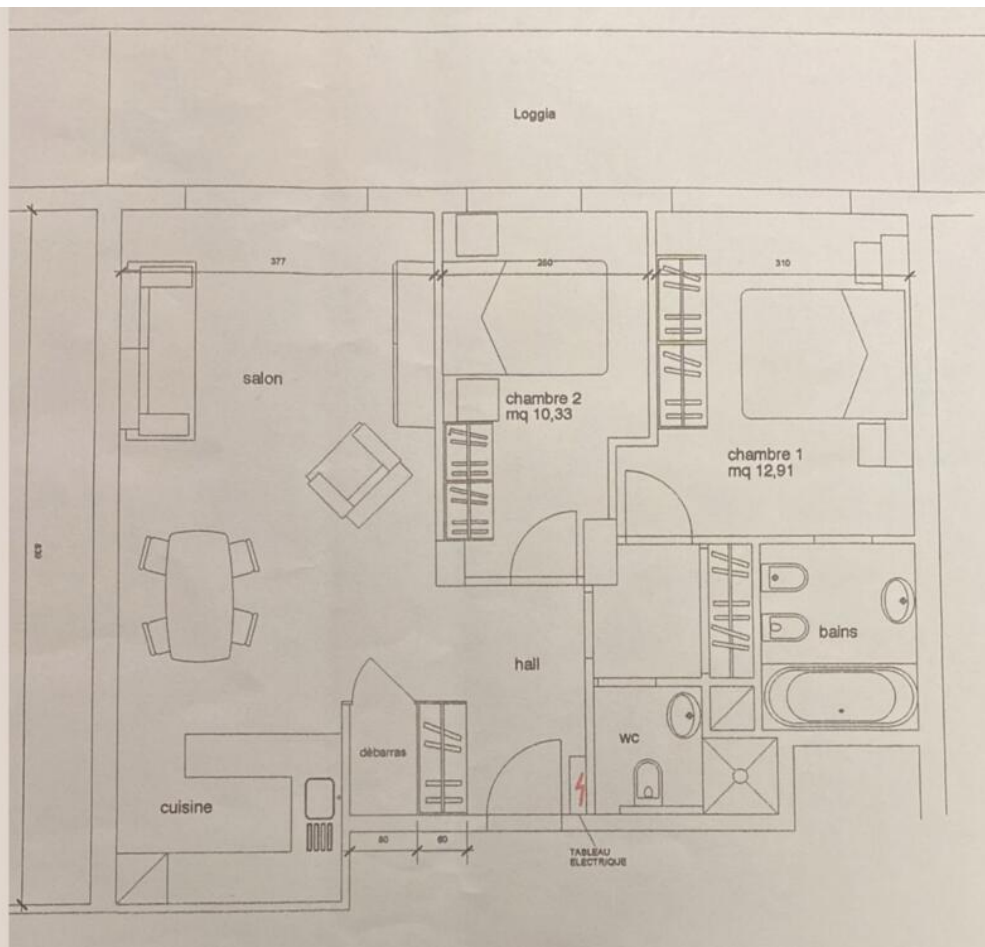 Loggia
377
260
310
salon
chambre 2
mq 10,33
chambre 1
mq 12,91
bains
hall
wc
débarras
cuisine
80
60
TABLEAU
ELECTRIQUE